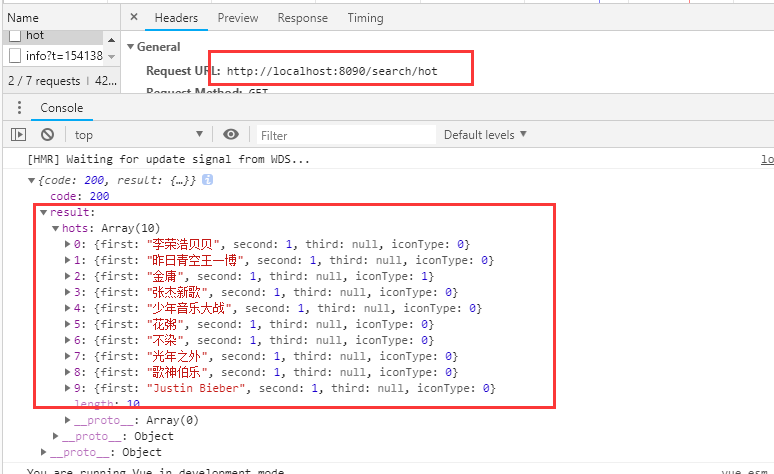 Name
× Headers Preview Response Timing
hot
info?t=154138
2 / 7 requests | 42...
▼ General
Request URL: http://localhost:8090/search/hot
Request Method: GET
Console
top ▼ Filter Default levels ▼
[HMR] Waiting for update signal from WDS... lo
▼{code: 200, result: {…}} i
code: 200
▼result:
▼hots: Array(10)
▶0: {first: "李荣浩贝贝", second: 1, third: null, iconType: 0}
▶1: {first: "昨日青空王一博", second: 1, third: null, iconType: 0}
▶2: {first: "金庸", second: 1, third: null, iconType: 1}
▶3: {first: "张杰新歌", second: 1, third: null, iconType: 0}
▶4: {first: "少年音乐大战", second: 1, third: null, iconType: 0}
▶5: {first: "花粥", second: 1, third: null, iconType: 0}
▶6: {first: "不染", second: 1, third: null, iconType: 0}
▶7: {first: "光年之外", second: 1, third: null, iconType: 0}
▶8: {first: "歌神伯乐", second: 1, third: null, iconType: 0}
▶9: {first: "Justin Bieber", second: 1, third: null, iconType: 0}
length: 10
▶__proto__: Array(0)
▶__proto__: Object
▶__proto__: Object
You are running Vue in development mode. vue.esm